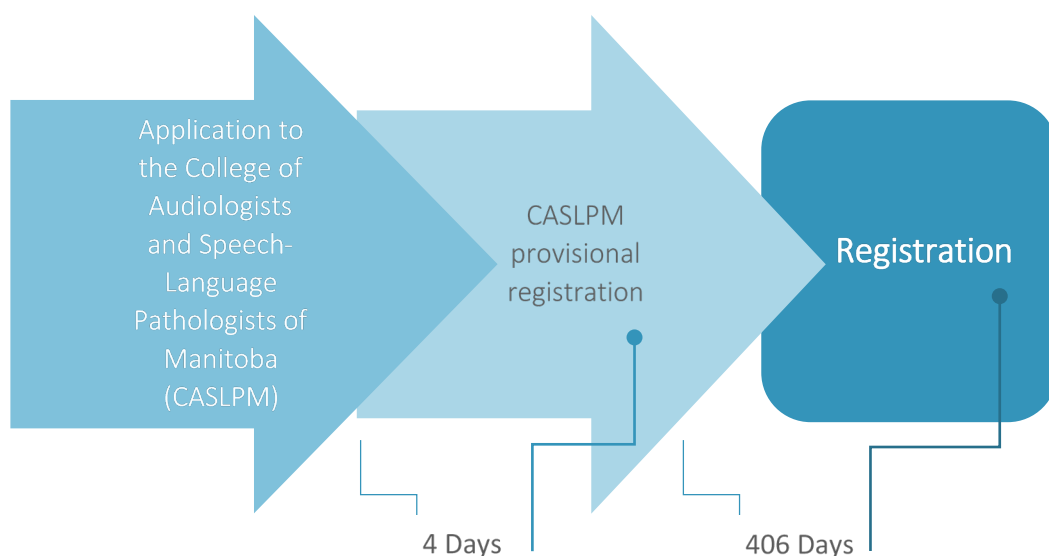 Application to
the College of
Audiologists
and Speech-
Language
Pathologists of
Manitoba
(CASLPM)
CASLPM
provisional
registration
Registration
4 Days
406 Days